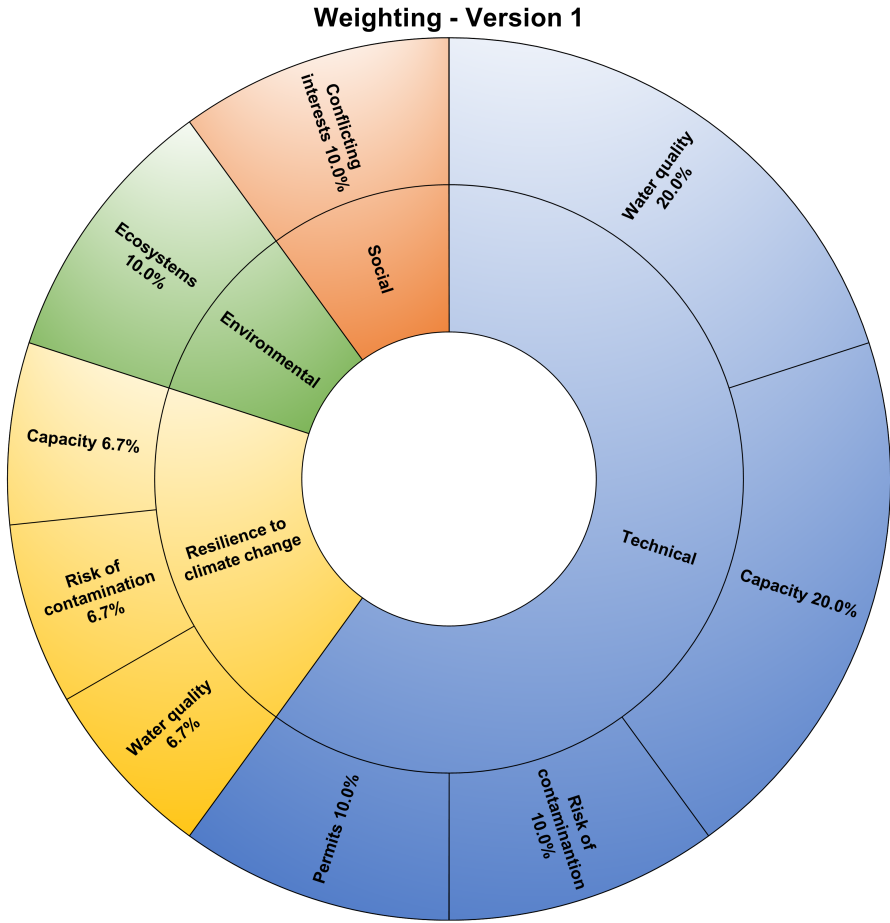 Weighting - Version 1
Water quality
20.0%
Capacity 20.0%
Risk of
contaminantion
10.0%
Permits 10.0%
Water quality
6.7%
Risk of
contamination
6.7%
Capacity 6.7%
Ecosystems
10.0%
Conflicting
interests 10.0%
Technical
Resilience to
climate change
Environmental
Social